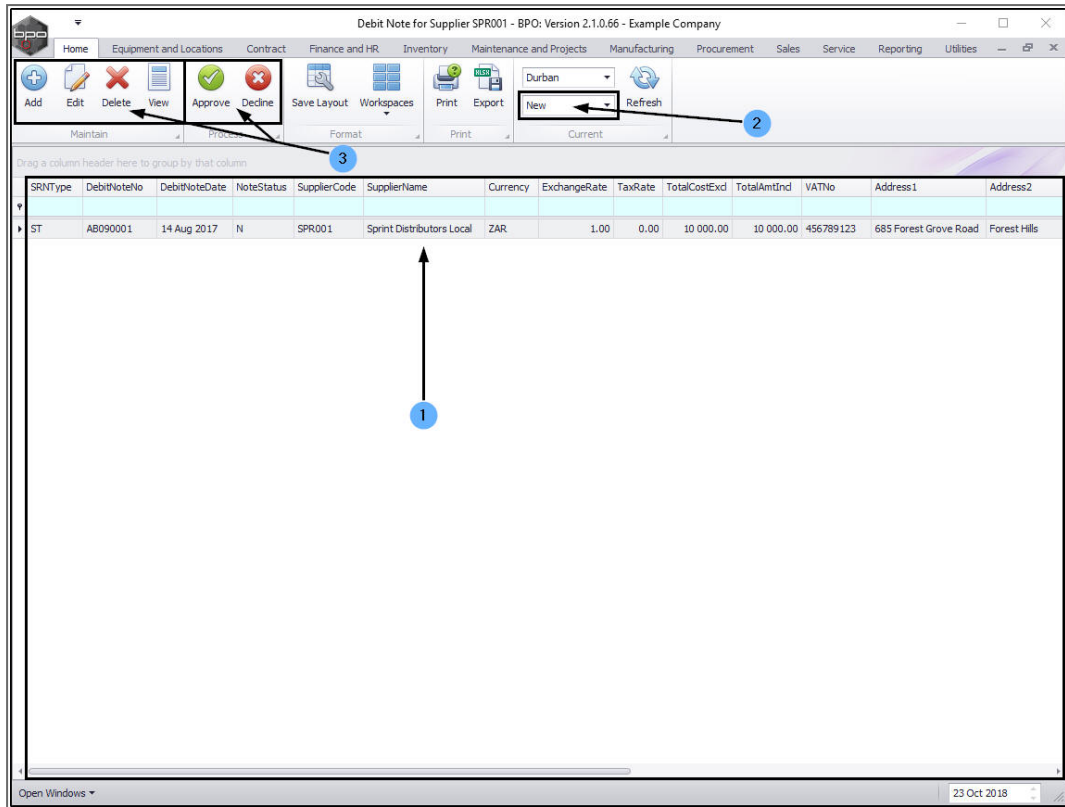 bpo
Debit Note for Supplier SPR001 - BPO: Version 2.1.0.66 - Example Company
Home Equipment and Locations Contract Finance and HR Inventory Maintenance and Projects Manufacturing Procurement Sales Service Reporting Utilities
Durban
XLSX
Add Edit Delete View Approve Decline Save Layout Workspaces Print Export New Refresh
2
Maintain Process Format Print Current
3
Drag a column header here to group by that column
SRNType DebitNoteNo DebitNoteDate NoteStatus SupplierCode SupplierName Currency ExchangeRate TaxRate TotalCostExcl TotalAmtIncl VATNo Address1 Address2
ST AB090001 14 Aug 2017 N SPR001 Sprint Distributors Local ZAR 1.00 0.00 10 000.00 10 000.00 456789123 685 Forest Grove Road Forest Hills
1
Open Windows 23 Oct 2018